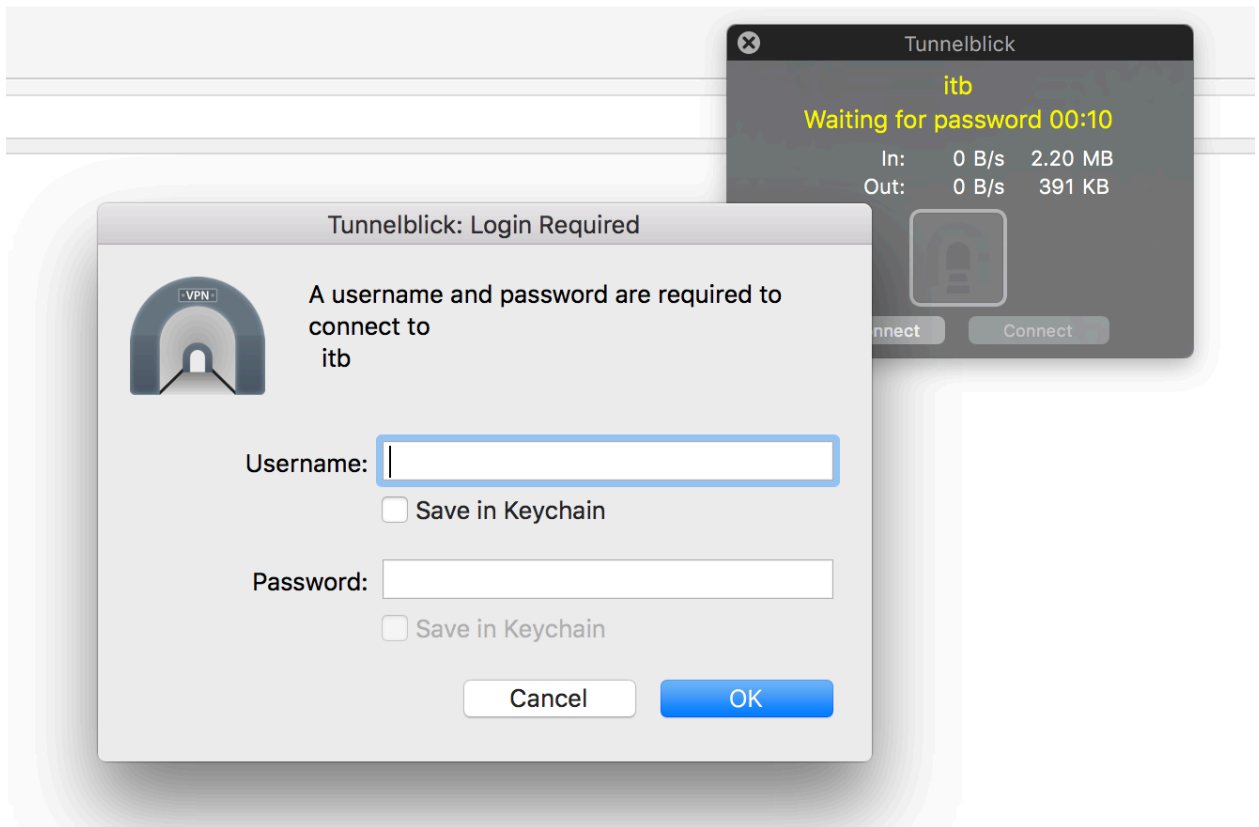 Tunnelblick
itb
Waiting for password 00:10
In: 0 B/s 2.20 MB
Out: 0 B/s 391 KB
nnect Connect
Tunnelblick: Login Required
VPN
A username and password are required to
connect to
itb
Username:
Save in Keychain
Password:
Save in Keychain
Cancel OK